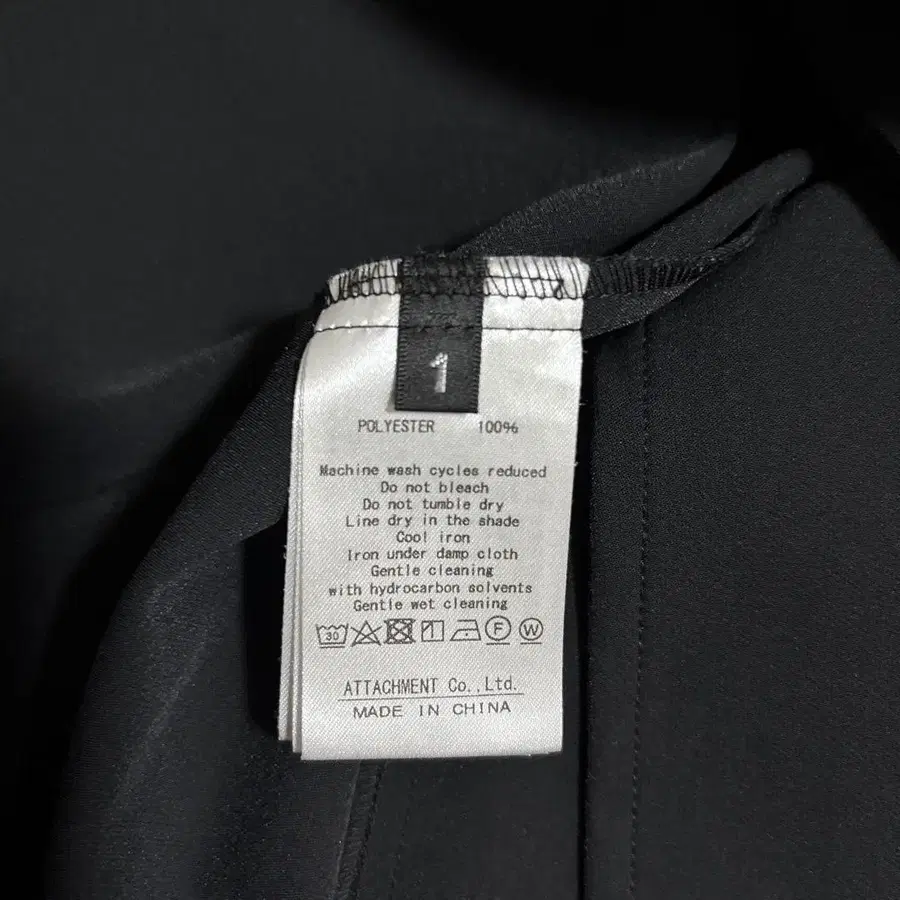 1
POLYESTER 100%
Machine wash cycles reduced
Do not bleach
Do not tumble dry
Line dry in the shade
Cool iron
Iron under damp cloth
Gentle cleaning
with hydrocarbon solvents
Gentle wet cleaning
30 F W
ATTACHMENT Co.,Ltd.
MADE IN CHINA